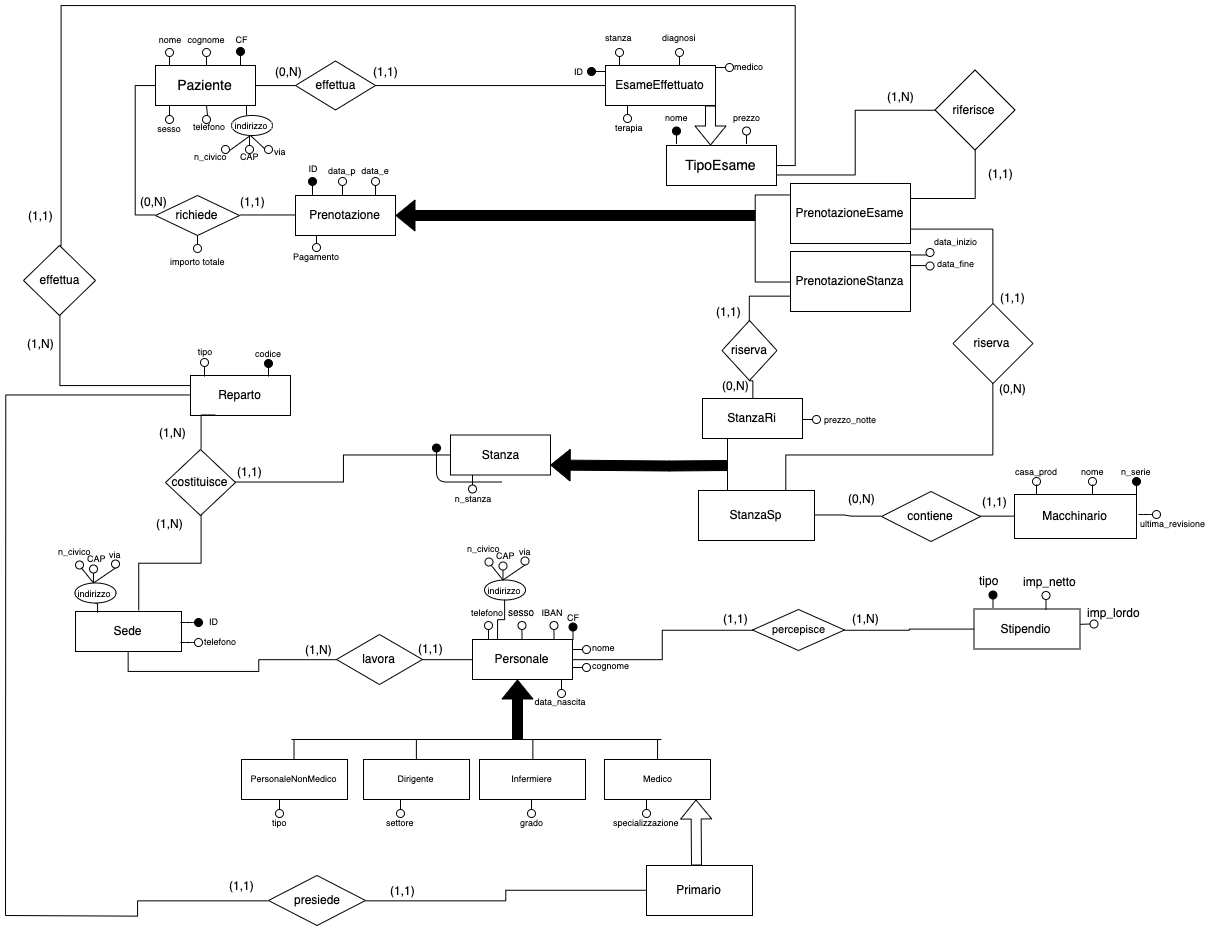 nome cognome CF
Paziente
(0,N) effettua (1,1)
stanza diagnosi
ID
medico
EsameEffettuato
sesso telefono indirizzo
n_civico CAP via
terapia
nome prezzo
TipoEsame
(1,N)
riferisce
(1,1)
ID data_p data_e
(0,N) richiede (1,1)
Prenotazione
importo totale
Pagamento
PrenotazioneEsame
data_inizio
data_fine
PrenotazioneStanza
(1,1)
effettua
(1,N)
(1,1)
riserva
(0,N)
(1,1)
riserva
(0,N)
tipo codice
Reparto
StanzaRi
prezzo_notte
(1,N)
costituisce
(1,1)
(1,N)
Stanza
n_stanza
StanzaSp
(0,N) contiene (1,1)
casa_prod nome n_serie
Macchinario
ultima_revisione
n_civico CAP via
indirizzo
Sede
ID
telefono
n_civico CAP via
indirizzo
telefono sesso IBAN CF
(1,N) lavora (1,1)
Personale
nome
cognome
data_nascita
(1,1) percepisce (1,N)
tipo imp_netto
Stipendio
imp_lordo
PersonaleNonMedico
Dirigente
Infermiere
Medico
tipo
settore
grado
specializzazione
(1,1) presiede (1,1)
Primario